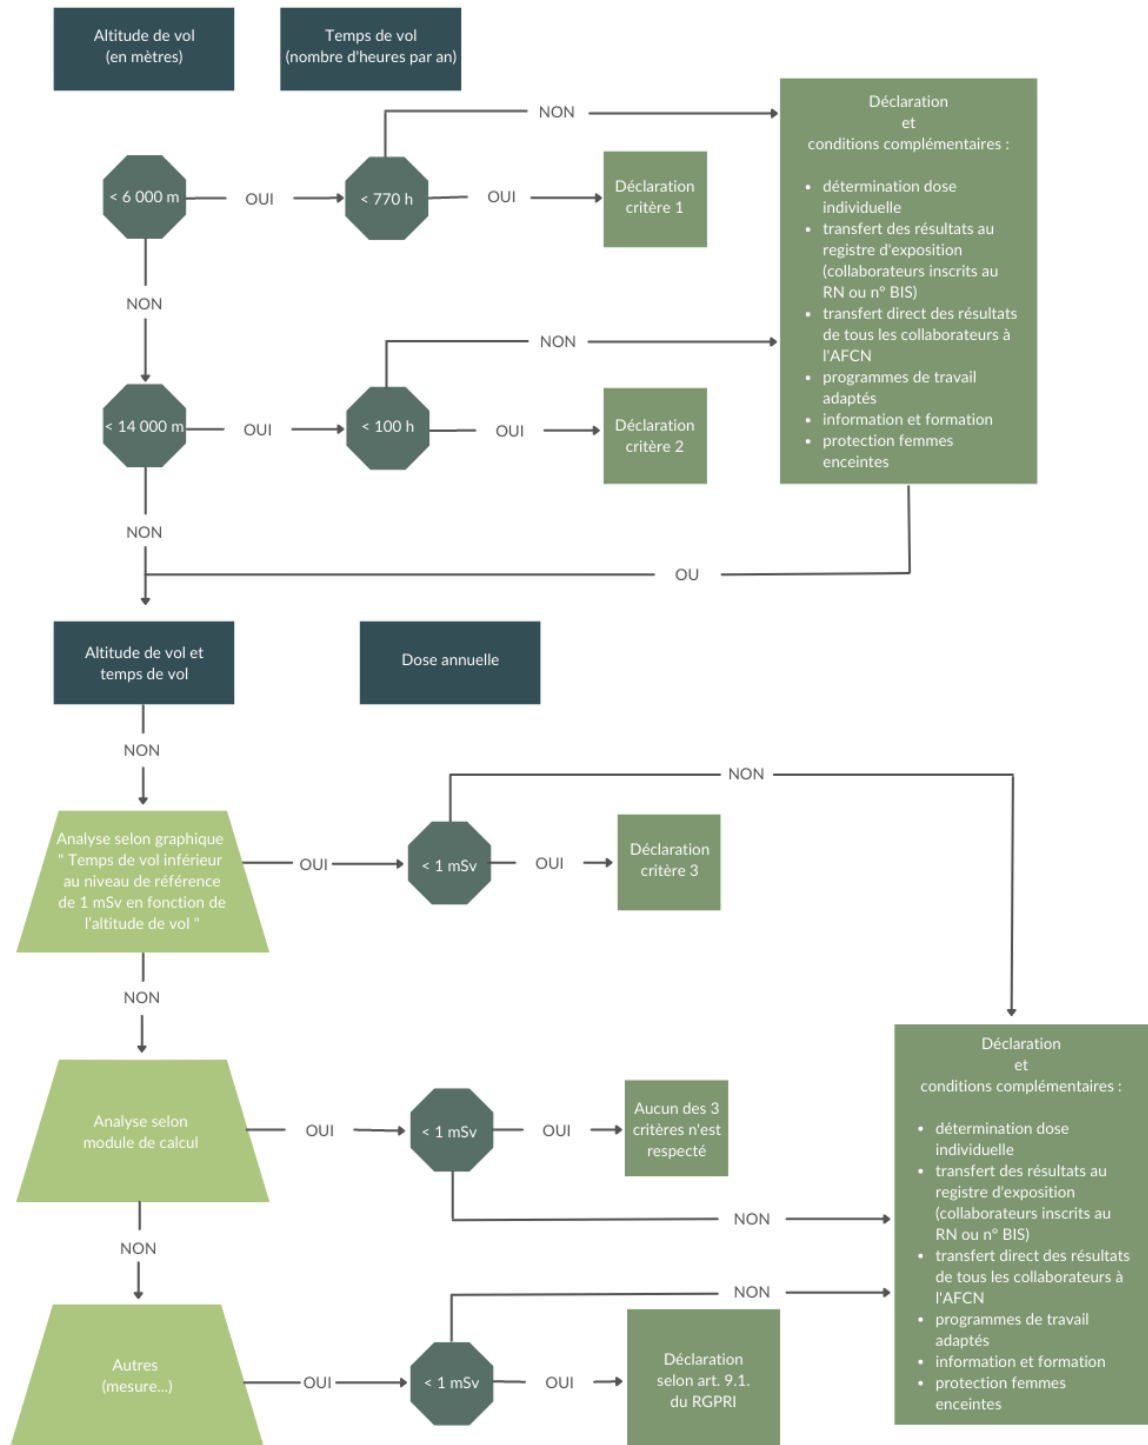 Altitude de vol
(en mètres)
Temps de vol
(nombre d'heures par an)
NON
Déclaration
et
conditions complémentaires :
• détermination dose
individuelle
• transfert des résultats au
registre d'exposition
(collaborateurs inscrits au
RN ou n° BIS)
• transfert direct des résultats
de tous les collaborateurs à
l'AFCN
• programmes de travail
adaptés
• information et formation
• protection femmes
enceintes
< 6 000 m
OUI
< 770 h
OUI
Déclaration
critère 1
NON
NON
< 14 000 m
OUI
< 100 h
OUI
Déclaration
critère 2
NON
OU
Altitude de vol et
temps de vol
Dose annuelle
NON
NON
Analyse selon graphique
" Temps de vol inférieur
au niveau de référence
de 1 mSv en fonction de
l'altitude de vol "
OUI
< 1 mSv
OUI
Déclaration
critère 3
NON
Analyse selon
module de calcul
OUI
< 1 mSv
OUI
Aucun des 3
critères n'est
respecté
NON
NON
Déclaration
et
conditions complémentaires :
• détermination dose
individuelle
• transfert des résultats au
registre d'exposition
(collaborateurs inscrits au
RN ou n° BIS)
• transfert direct des résultats
de tous les collaborateurs à
l'AFCN
• programmes de travail
adaptés
• information et formation
• protection femmes
enceintes
NON
Autres
(mesure...)
OUI
< 1 mSv
OUI
Déclaration
selon art. 9.1.
du RGPRI